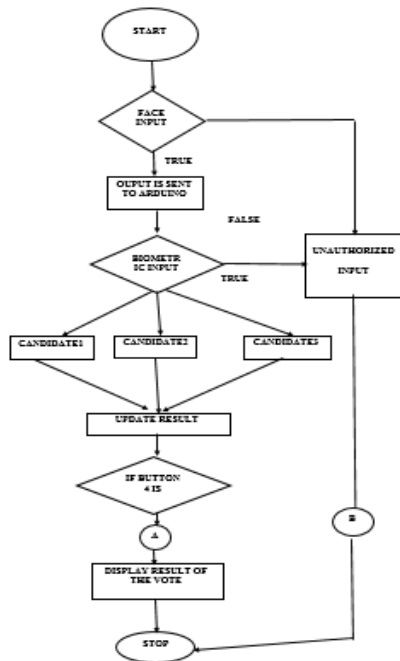 START
FACE
INPUT
TRUE
OUPUT IS SENT
TO ARDUINO
FALSE
BIOMETR
IC INPUT
TRUE
UNAUTHORIZED
INPUT
CANDIDATE1
CANDIDATE2
CANDIDATE3
UPDATE RESULT
IF BUTTON
4 IS
A
B
DISPLAY RESULT OF
THE VOTE
STOP